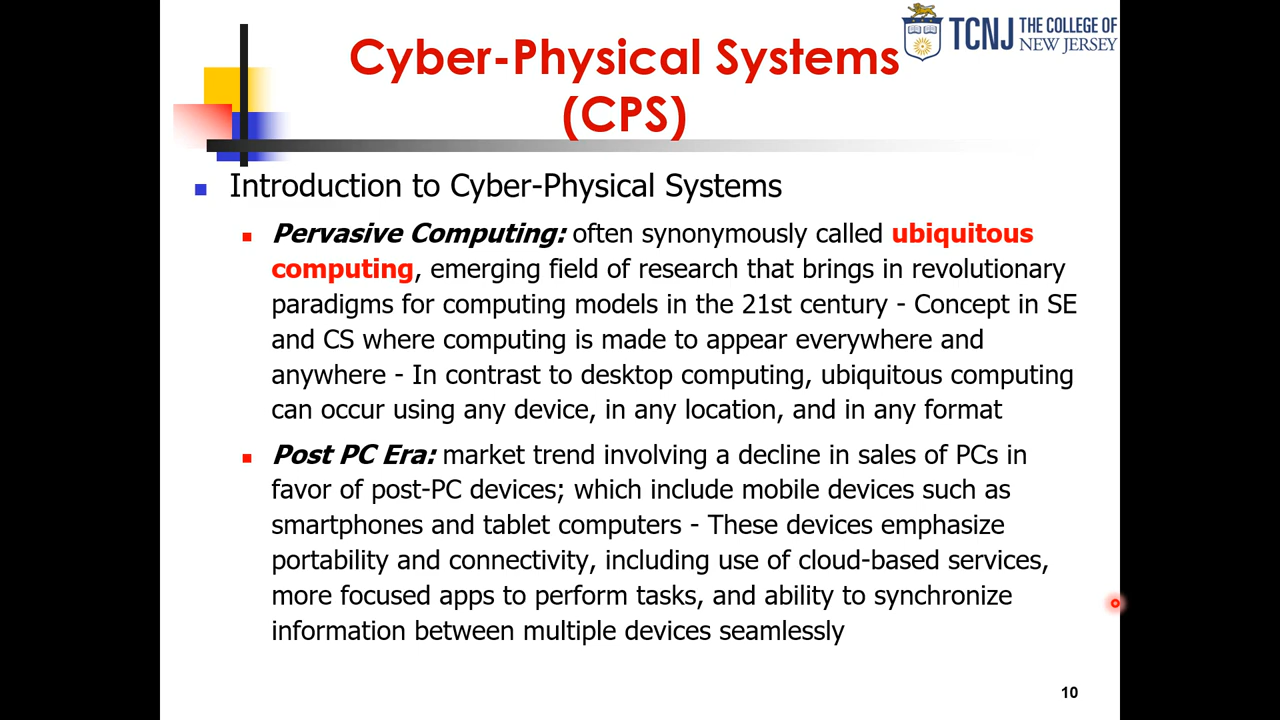 TCNJ THE COLLEGE OF
NEW JERSEY
Cyber-Physical Systems
(CPS)
Introduction to Cyber-Physical Systems
Pervasive Computing: often synonymously called ubiquitous
computing, emerging field of research that brings in revolutionary
paradigms for computing models in the 21st century - Concept in SE
and CS where computing is made to appear everywhere and
anywhere - In contrast to desktop computing, ubiquitous computing
can occur using any device, in any location, and in any format
Post PC Era: market trend involving a decline in sales of PCs in
favor of post-PC devices; which include mobile devices such as
smartphones and tablet computers - These devices emphasize
portability and connectivity, including use of cloud-based services,
more focused apps to perform tasks, and ability to synchronize
information between multiple devices seamlessly
10